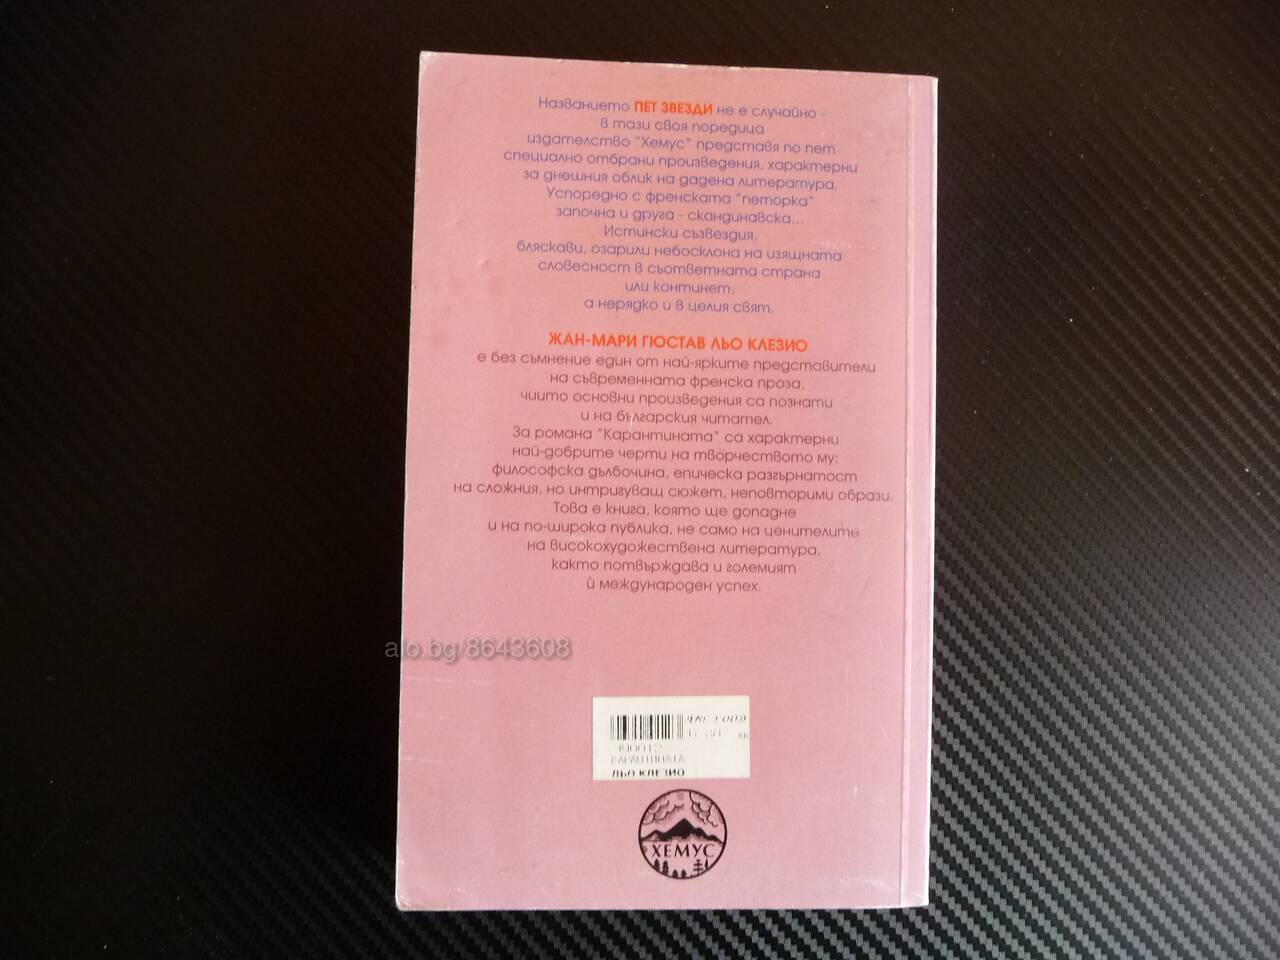 Названието ПЕТ ЗВЕЗДИ не е случайно -
в тази своя поредица
издателство "Хемус" представя по пет
специално отбрани произведения, характерни
за днешния облик на дадена литература.
Успоредно с френската "петорка"
започна и друга - скандинавска...
Истински съзвездия,
бляскави, озарили небосклона на изящната
словесност в съответната страна
или континет,
а нерядко и в целия свят.
ЖАН-МАРИ ГЮСТАВ ЛЬО КЛЕЗИО
е без съмнение един от най-ярките представители
на съвременната френска проза,
чиито основни произведения са познати
и на българския читател.
За романа "Карантината" са характерни
най-добрите черти на творчеството му:
философска дълбочина, епическа разгърнатост
на сложния, но интригуващ сюжет, неповторими образи.
Това е книга, която ще допадне
и на по-широка публика, не само на ценителите
на високохудожествена литература,
както потвърждава и големият
ѝ международен успех.
alo.bg/8643608
КАРАНТИНАТА
ЛЬО КЛЕЗИО
ХЕМУС